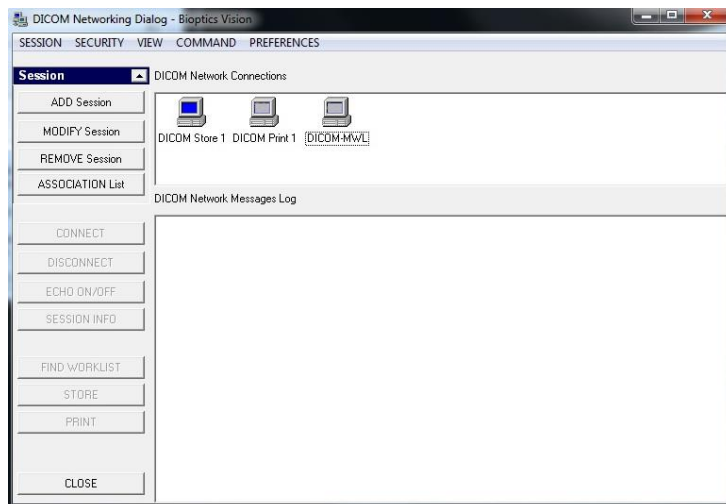 DICOM Networking Dialog - Bioptics Vision
SESSION SECURITY VIEW COMMAND PREFERENCES
Session
ADD Session
MODIFY Session
REMOVE Session
ASSOCIATION List
CONNECT
DISCONNECT
ECHO ON/OFF
SESSION INFO
FIND WORKLIST
STORE
PRINT
CLOSE
DICOM Network Connections
DICOM Store 1 DICOM Print 1 DICOM-MWL
DICOM Network Messages Log